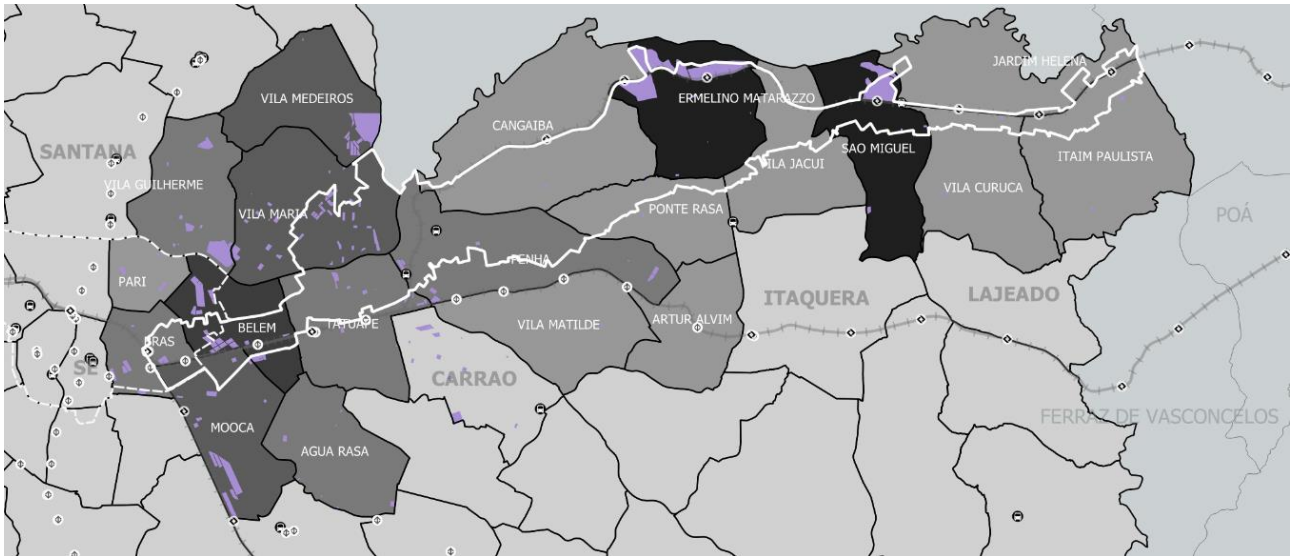 JARDIM HELENA
VILA MEDEIROS
ERMELINO MATARAZZO
CANGAIBA
SANTANA
SAO MIGUEL
ITAIM PAULISTA
VILA JACUI
VILA GUILHERME
VILA CURUCA
PONTE RASA
VILA MARIA
POÁ
PENHA
PARI
ITAQUERA
LAJEADO
ARTUR ALVIM
VILA MATILDE
TATUAPE
BELEM
BRAS
SÉ
CARRAO
FERRAZ DE VASCONCELOS
MOOCA
AGUA RASA